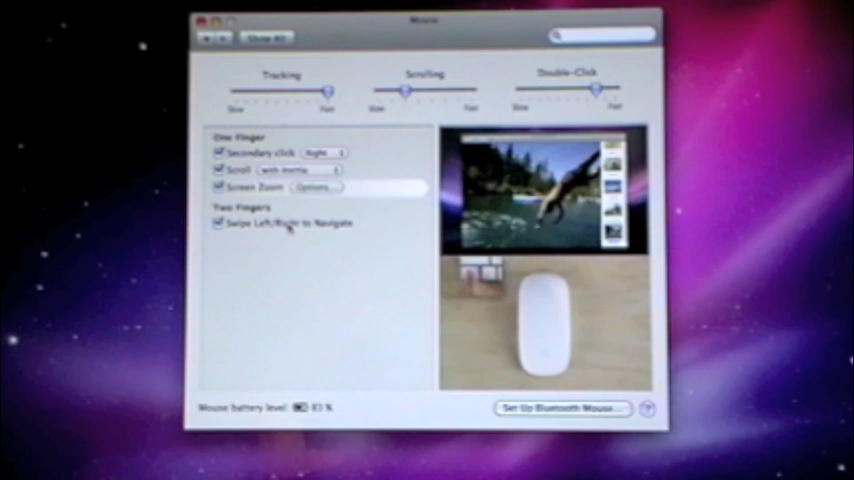 Mouse
Show All
Tracking Scrolling Double-Click
Slow Fast Slow Fast Slow Fast
One Finger
Secondary click Right
Scroll with inertia
Screen Zoom Options...
Two Fingers
Swipe Left/Right to Navigate
Mouse battery level: 83 % Set Up Bluetooth Mouse... ?